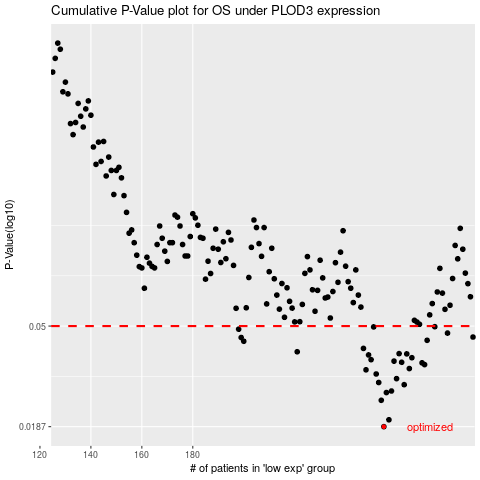 Cumulative P-Value plot for OS under PLOD3 expression
P-Value(log10)
0.05
0.0187
optimized
120 140 160 180
# of patients in 'low exp' group